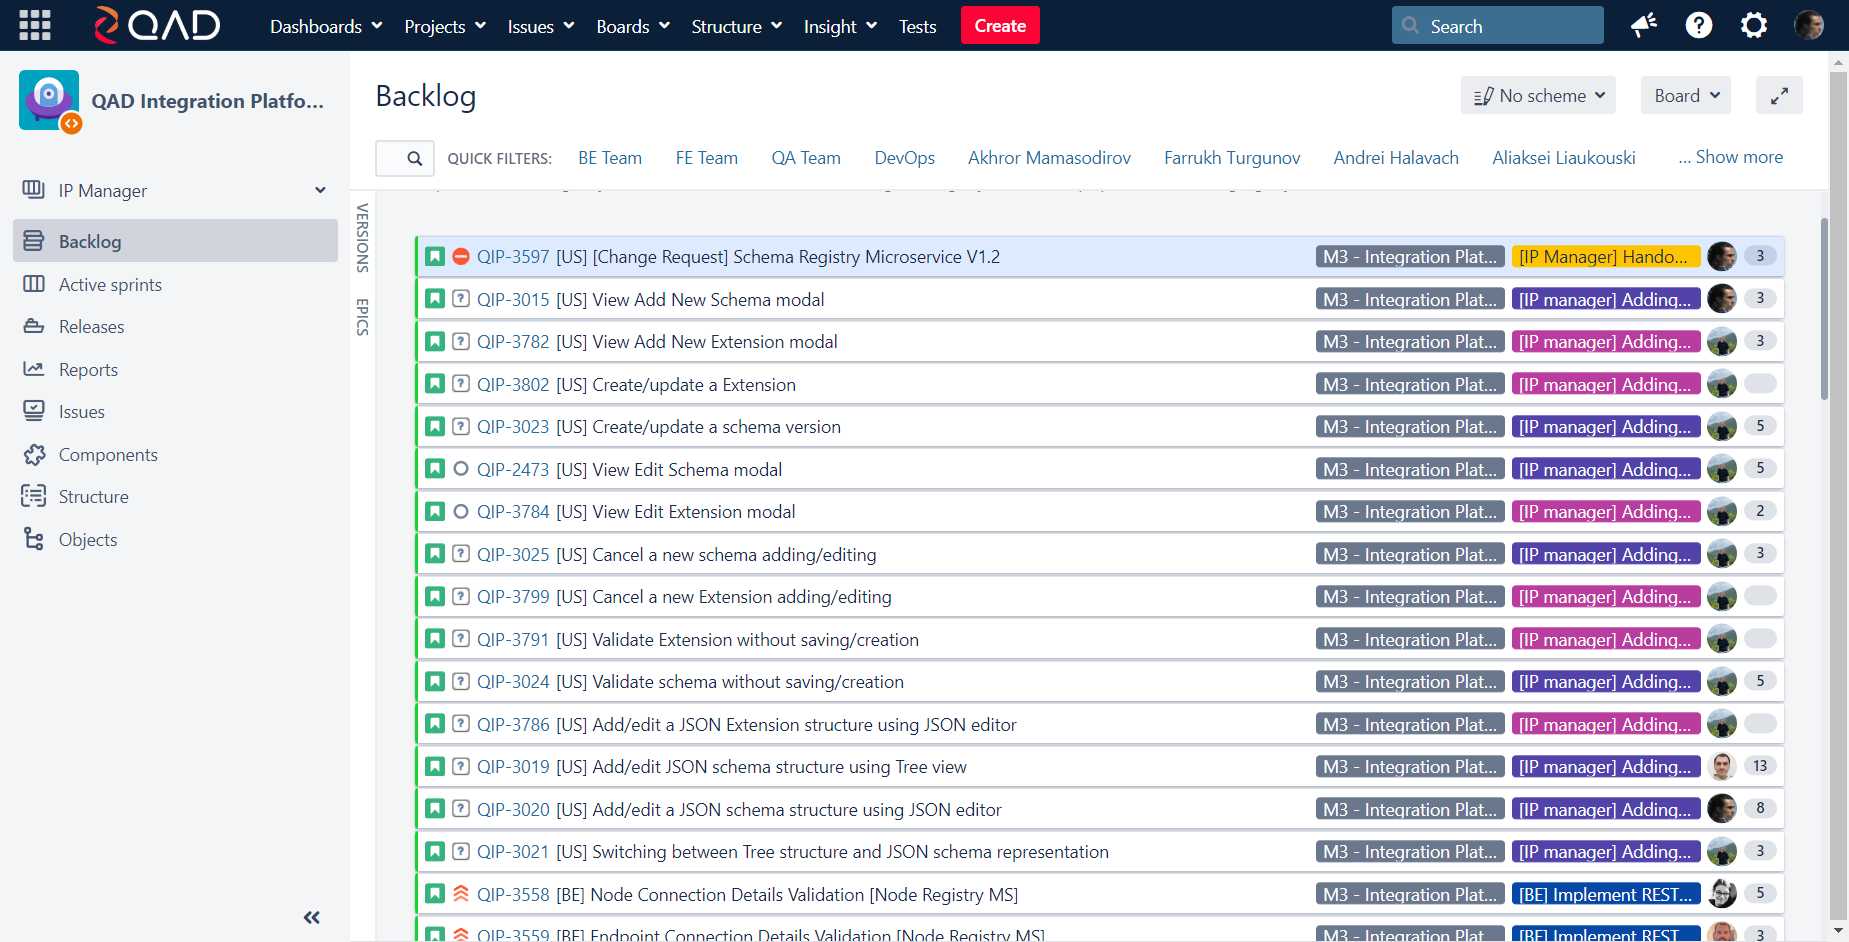 QAD Dashboards Projects Issues Boards Structure Insight Tests Create Search
QAD Integration Platfo...
IP Manager
Backlog
Active sprints
Releases
Reports
Issues
Components
Structure
Objects
Backlog
No scheme Board
QUICK FILTERS: BE Team FE Team QA Team DevOps Akhror Mamasodirov Farrukh Turgunov Andrei Halavach Aliaksei Liaukouski ... Show more
VERSIONS
EPICS
QIP-3597 [US] [Change Request] Schema Registry Microservice V1.2 M3 - Integration Plat... [IP Manager] Hando... 3
QIP-3015 [US] View Add New Schema modal M3 - Integration Plat... [IP manager] Adding... 3
QIP-3782 [US] View Add New Extension modal M3 - Integration Plat... [IP manager] Adding... 3
QIP-3802 [US] Create/update a Extension M3 - Integration Plat... [IP manager] Adding...
QIP-3023 [US] Create/update a schema version M3 - Integration Plat... [IP manager] Adding... 5
QIP-2473 [US] View Edit Schema modal M3 - Integration Plat... [IP manager] Adding... 5
QIP-3784 [US] View Edit Extension modal M3 - Integration Plat... [IP manager] Adding... 2
QIP-3025 [US] Cancel a new schema adding/editing M3 - Integration Plat... [IP manager] Adding... 3
QIP-3799 [US] Cancel a new Extension adding/editing M3 - Integration Plat... [IP manager] Adding...
QIP-3791 [US] Validate Extension without saving/creation M3 - Integration Plat... [IP manager] Adding...
QIP-3024 [US] Validate schema without saving/creation M3 - Integration Plat... [IP manager] Adding... 5
QIP-3786 [US] Add/edit a JSON Extension structure using JSON editor M3 - Integration Plat... [IP manager] Adding...
QIP-3019 [US] Add/edit JSON schema structure using Tree view M3 - Integration Plat... [IP manager] Adding... 13
QIP-3020 [US] Add/edit a JSON schema structure using JSON editor M3 - Integration Plat... [IP manager] Adding... 8
QIP-3021 [US] Switching between Tree structure and JSON schema representation M3 - Integration Plat... [IP manager] Adding... 3
QIP-3558 [BE] Node Connection Details Validation [Node Registry MS] M3 - Integration Plat... [BE] Implement REST... 5
QIP-3559 [BE] Endpoint Connection Details Validation [Node Registry MS] M3 - Integration Plat... [BE] Implement REST... 3